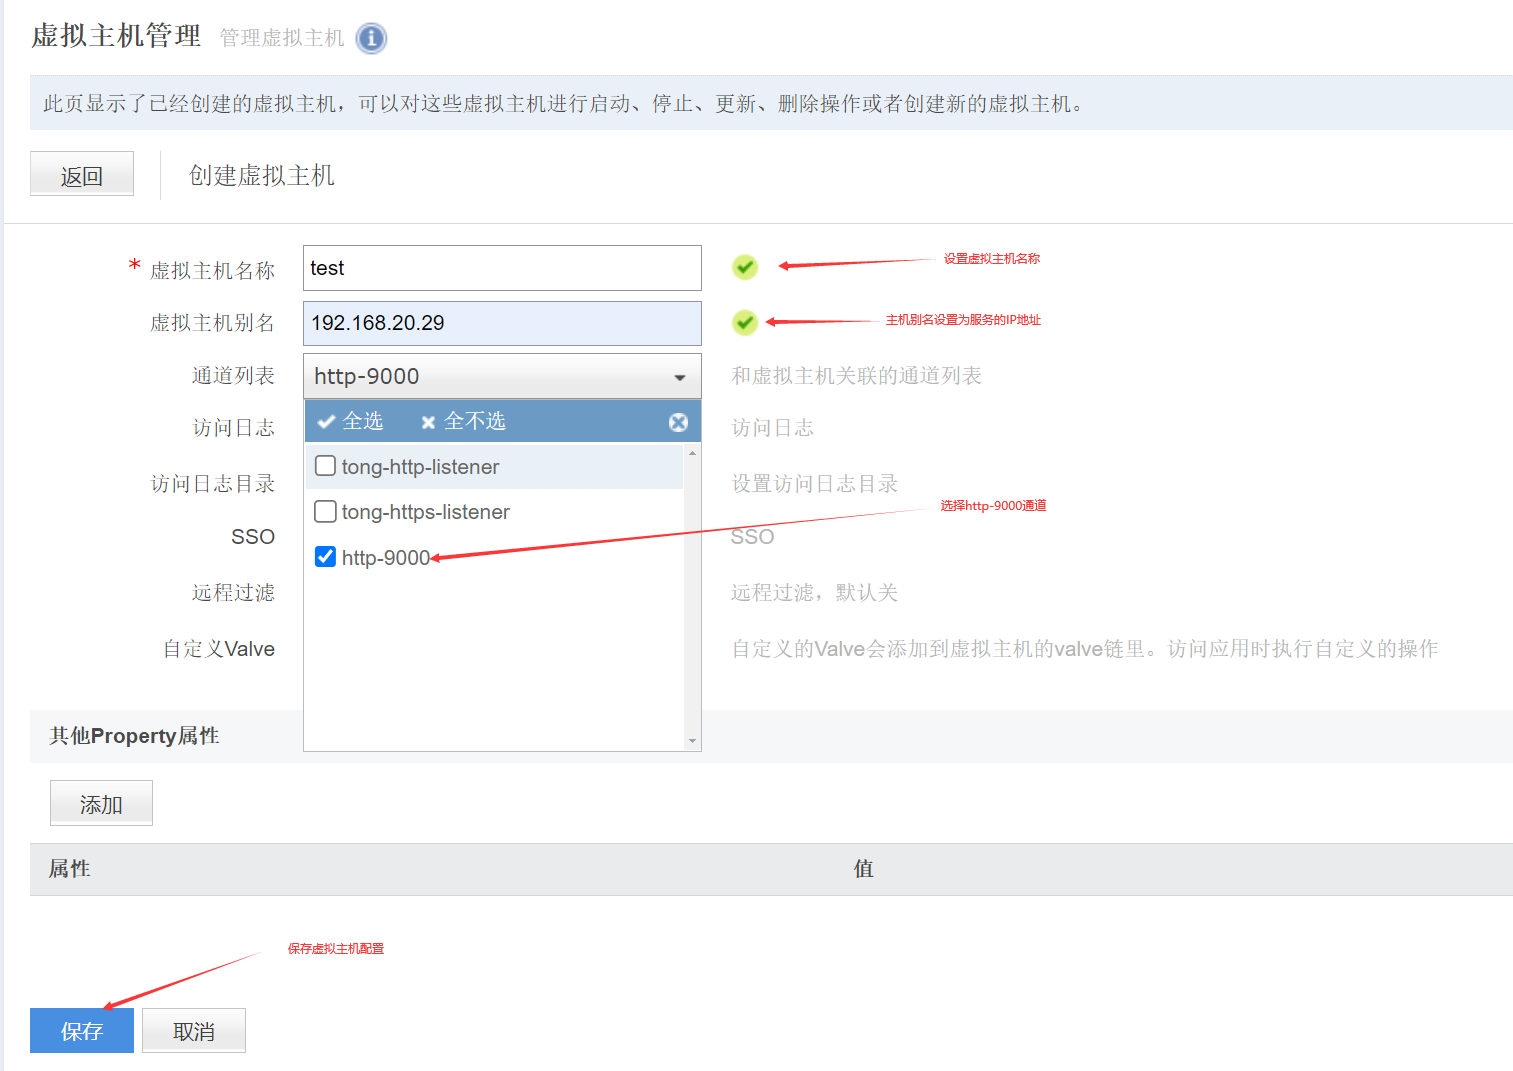 虚拟主机管理 管理虚拟主机
此页显示了已经创建的虚拟主机，可以对这些虚拟主机进行启动、停止、更新、删除操作或者创建新的虚拟主机。
返回 创建虚拟主机
* 虚拟主机名称 test 设置虚拟主机名称
虚拟主机别名 192.168.20.29 主机别名设置为服务的IP地址
通道列表 http-9000 和虚拟主机关联的通道列表
全选 全不选
访问日志 访问日志
tong-http-listener
访问日志目录 设置访问日志目录
tong-https-listener 选择http-9000通道
SSO SSO
http-9000
远程过滤 远程过滤，默认关
自定义Valve 自定义的Valve会添加到虚拟主机的valve链里。访问应用时执行自定义的操作
其他Property属性
添加
属性 值
保存虚拟主机配置
保存 取消